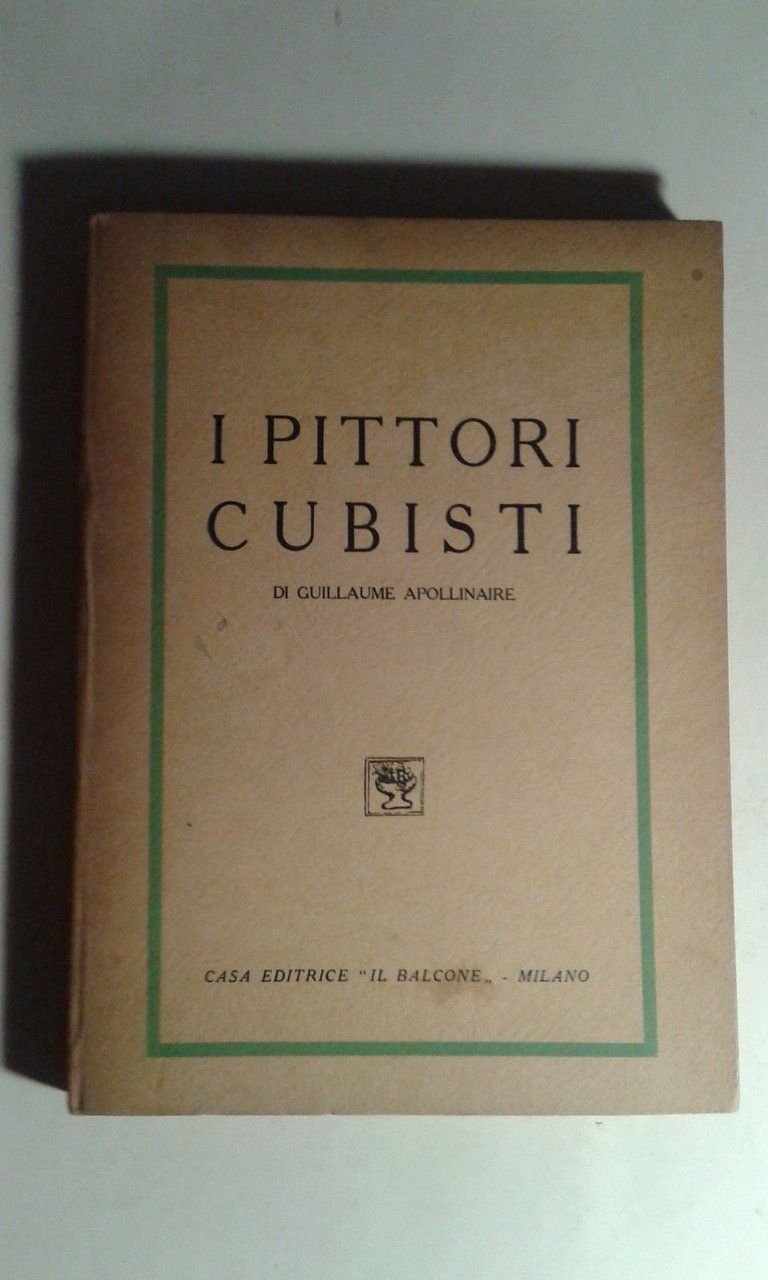 I PITTORI
CUBISTI
DI GUILLAUME APOLLINAIRE
CASA EDITRICE "IL BALCONE„ - MILANO